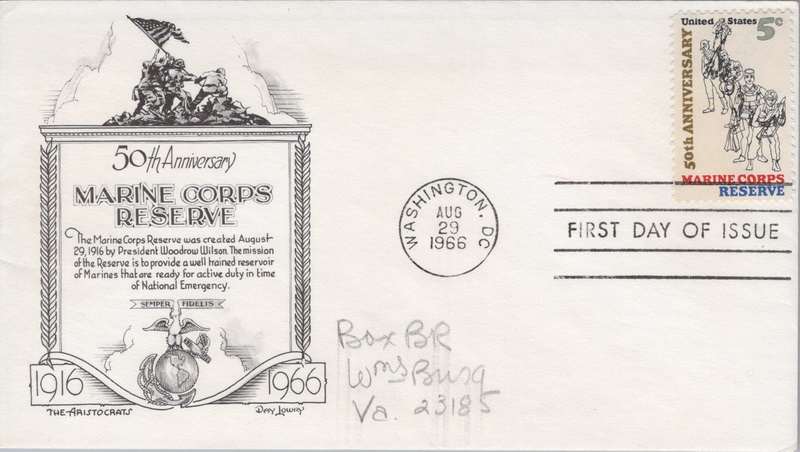 50th Anniversary
MARINE CORPS
RESERVE
The Marine Corps Reserve was created August
29, 1916 by President Woodrow Wilson. The mission
of the Reserve is to provide a well trained reservoir
of Marines that are ready for active duty in time
of National Emergency.
SEMPER FIDELIS
1916 1966
THE ARISTOCRATS Day Lowry
United States 5c
50th ANNIVERSARY
MARINE CORPS
RESERVE
WASHINGTON, DC
AUG
29
1966
FIRST DAY OF ISSUE
Box BR
Wms Burg
Va. 23185